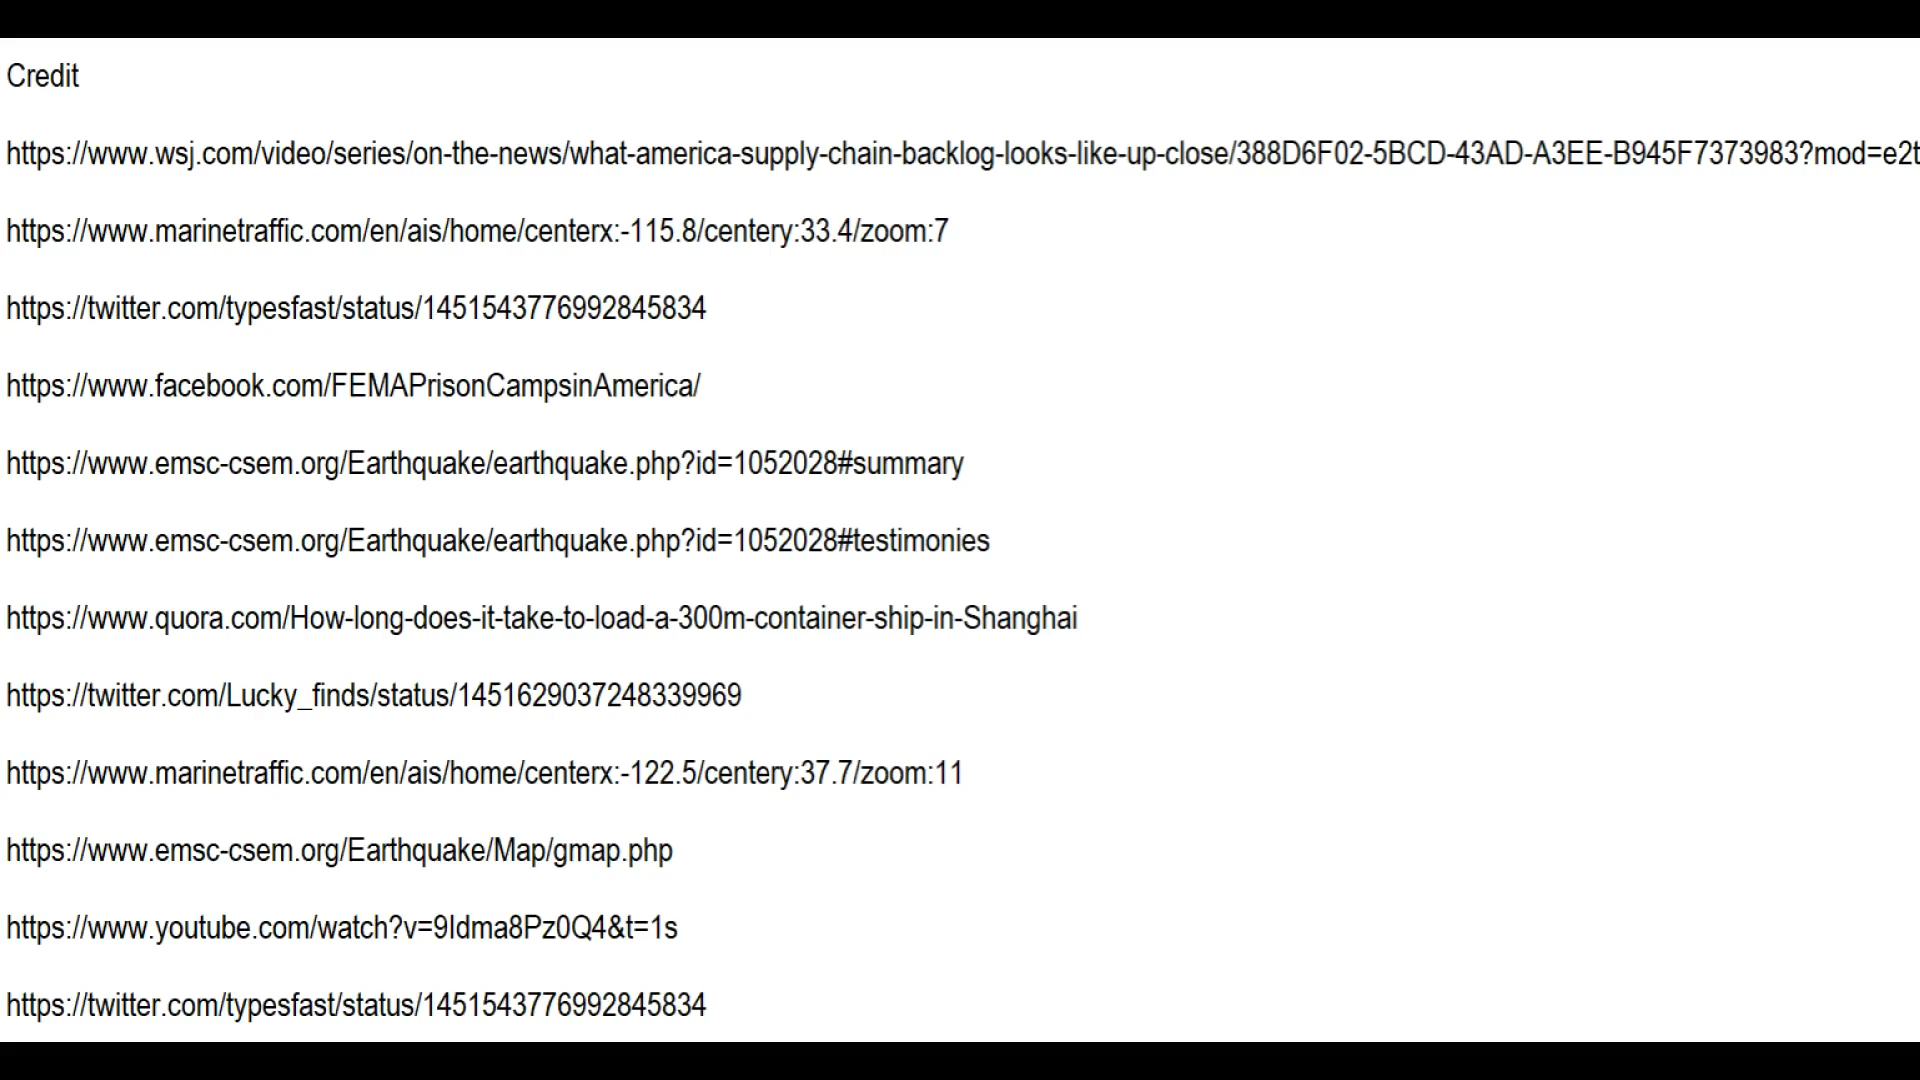 Credit
https://www.wsj.com/video/series/on-the-news/what-america-supply-chain-backlog-looks-like-up-close/388D6F02-5BCD-43AD-A3EE-B945F7373983?mod=e2t
https://www.marinetraffic.com/en/ais/home/centerx:-115.8/centery:33.4/zoom:7
https://twitter.com/typesfast/status/1451543776992845834
https://www.facebook.com/FEMAPrisonCampsinAmerica/
https://www.emsc-csem.org/Earthquake/earthquake.php?id=1052028#summary
https://www.emsc-csem.org/Earthquake/earthquake.php?id=1052028#testimonies
https://www.quora.com/How-long-does-it-take-to-load-a-300m-container-ship-in-Shanghai
https://twitter.com/Lucky_finds/status/1451629037248339969
https://www.marinetraffic.com/en/ais/home/centerx:-122.5/centery:37.7/zoom:11
https://www.emsc-csem.org/Earthquake/Map/gmap.php
https://www.youtube.com/watch?v=9Idma8Pz0Q4&t=1s
https://twitter.com/typesfast/status/1451543776992845834